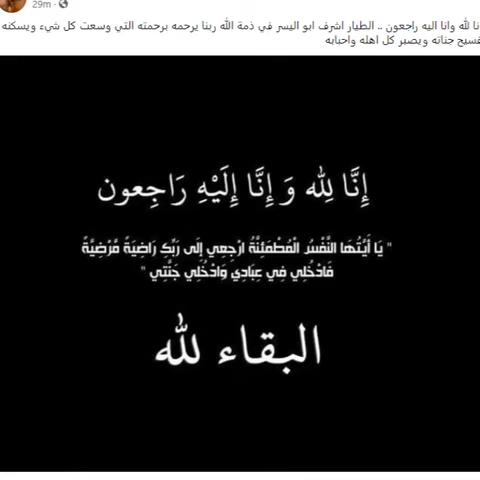 29m
نا لله وانا اليه راجعون .. الطيار اشرف ابو اليسر في ذمة الله ربنا يرحمه برحمته التي وسعت كل شيء ويسكنه
فسيح جناته ويصبر كل اهله واحبابه
إِنَّا لِلَّٰهِ وَ إِنَّا إِلَيْهِ رَاجِعون
" يَا أَيَّتُهَا النَّفْسُ الْمُطْمَئِنَّةُ ارْجِعِي إِلَى رَبِّكِ رَاضِيَةً مَّرْضِيَّةً
فَادْخُلِي فِي عِبَادِي وَادْخُلِي جَنَّتِي "
البقاء لله